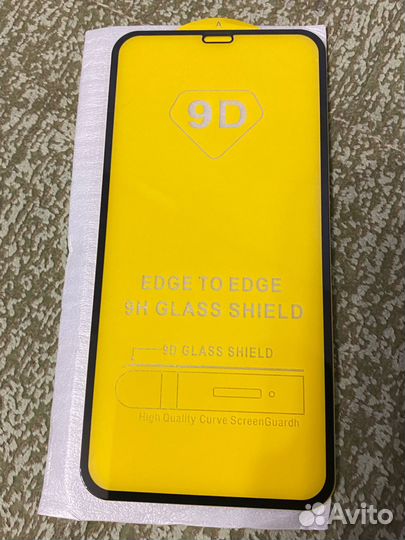 9D
EDGE TO EDGE
9H GLASS SHIELD
9D GLASS SHIELD
High Quality Curve ScreenGuardh
Avito